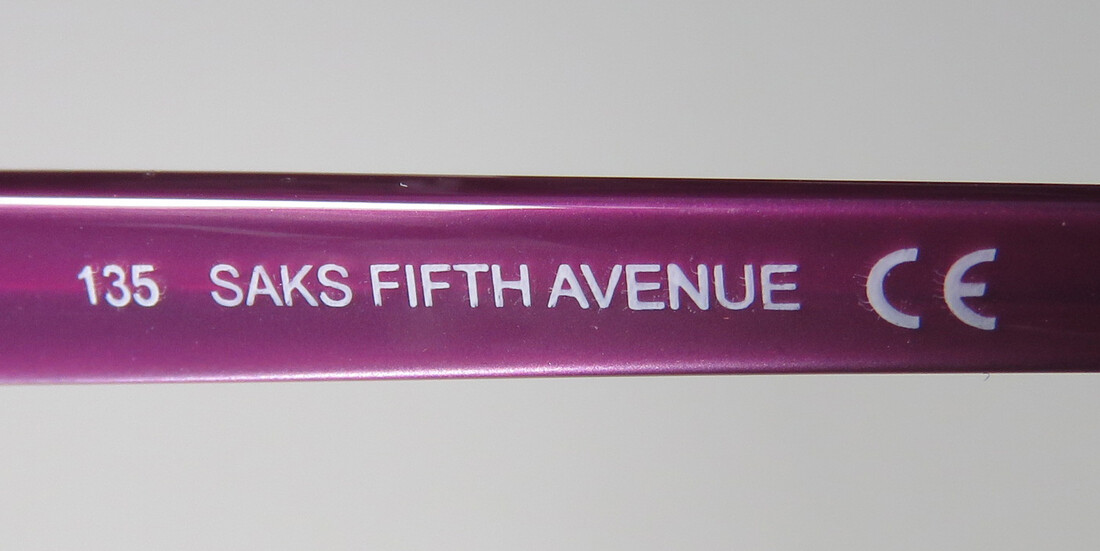 135 SAKS FIFTH AVENUE CE